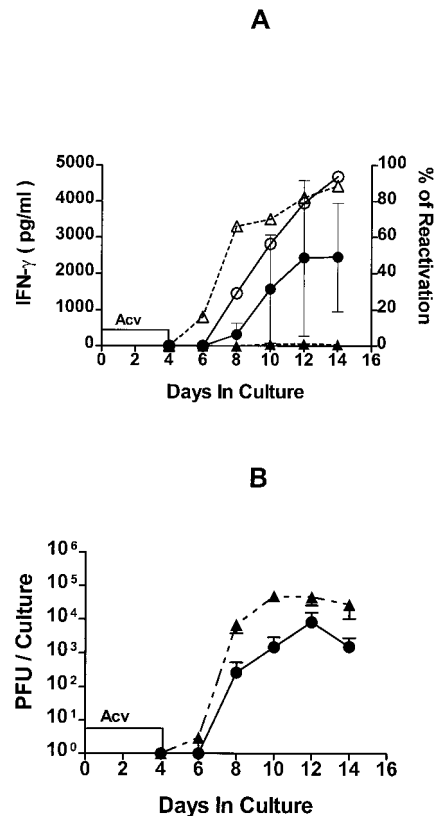 A
IFN-γ ( pg/ml )
5000
4000
3000
2000
1000
0
Acv
0 2 4 6 8 10 12 14 16
Days In Culture
100
80
60
40
20
0
% of Reactivation
B
PFU / Culture
10⁶
10⁵
10⁴
10³
10²
10¹
10⁰
Acv
0 2 4 6 8 10 12 14 16
Days In Culture